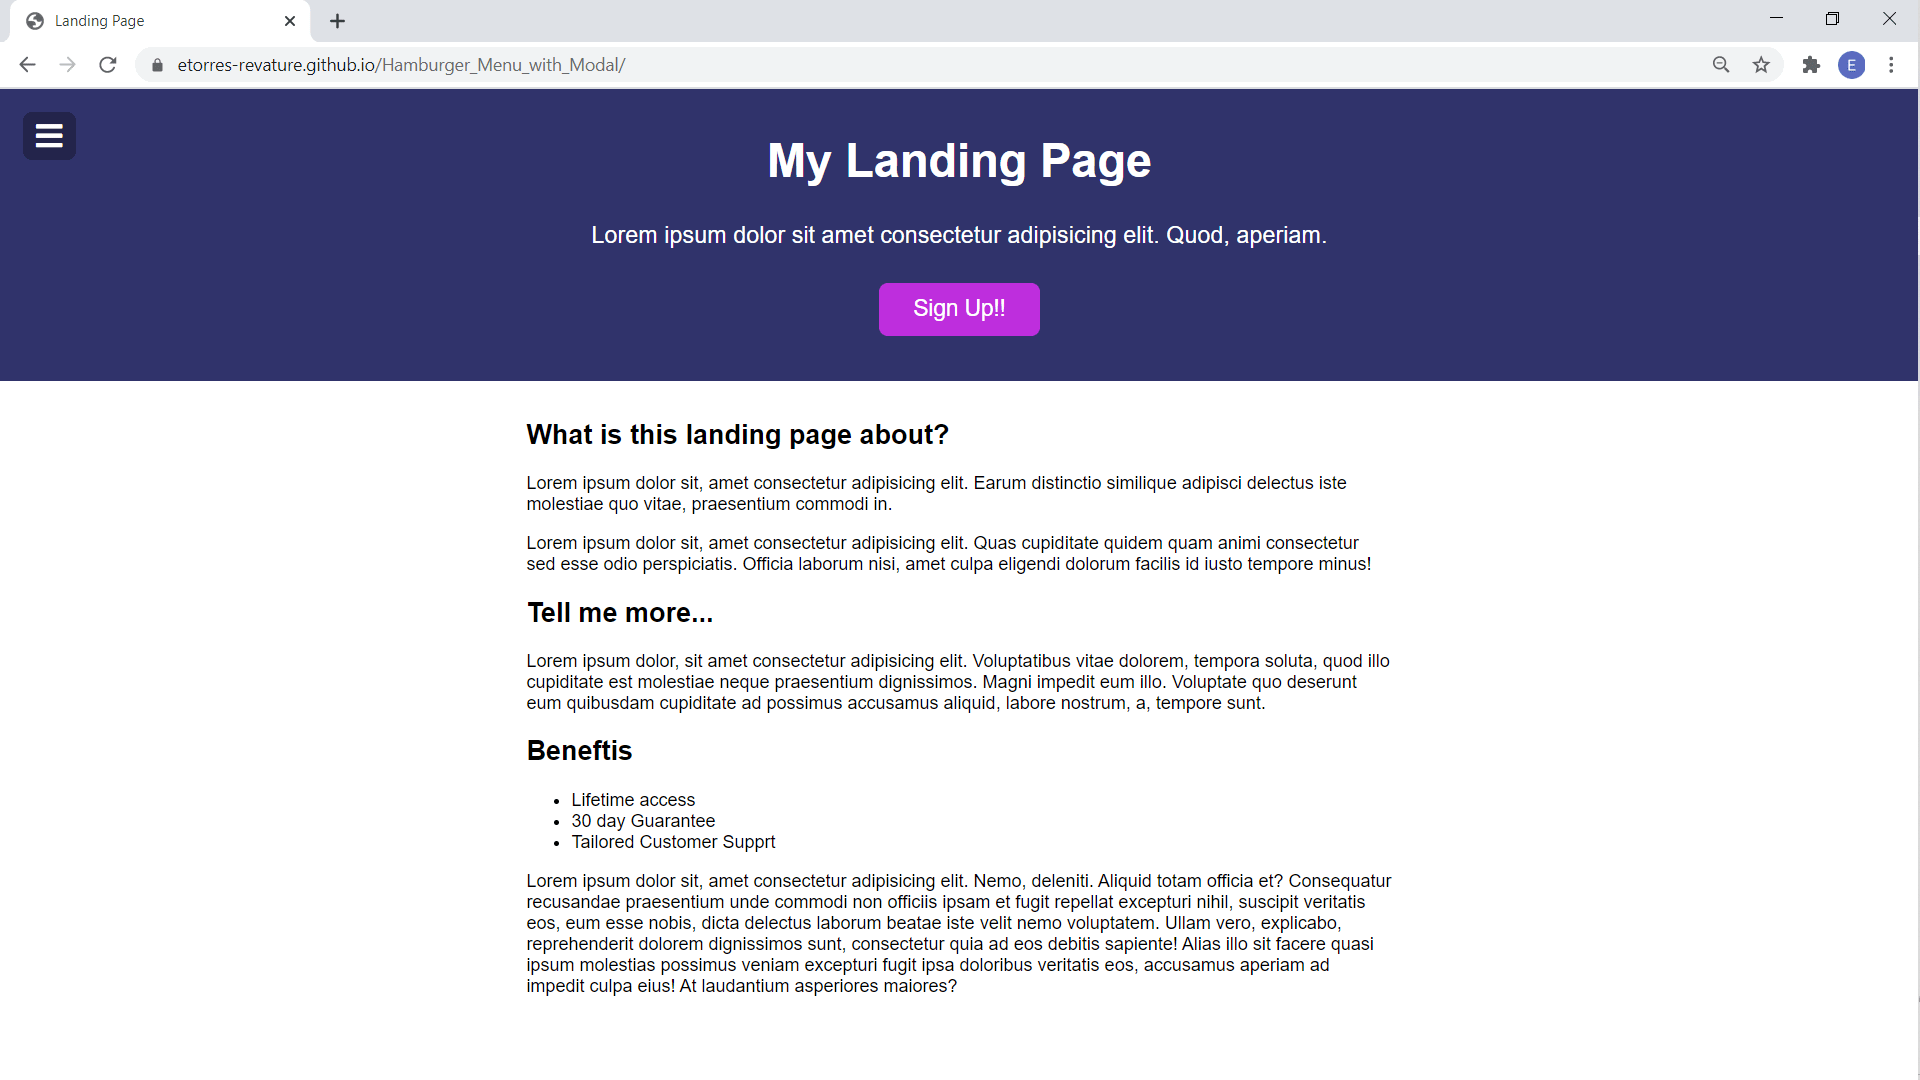 Landing Page
etorres-revature.github.io/Hamburger_Menu_with_Modal/
E
My Landing Page
Lorem ipsum dolor sit amet consectetur adipisicing elit. Quod, aperiam.
Sign Up!!
What is this landing page about?
Lorem ipsum dolor sit, amet consectetur adipisicing elit. Earum distinctio similique adipisci delectus iste
molestiae quo vitae, praesentium commodi in.
Lorem ipsum dolor sit, amet consectetur adipisicing elit. Quas cupiditate quidem quam animi consectetur
sed esse odio perspiciatis. Officia laborum nisi, amet culpa eligendi dolorum facilis id iusto tempore minus!
Tell me more...
Lorem ipsum dolor, sit amet consectetur adipisicing elit. Voluptatibus vitae dolorem, tempora soluta, quod illo
cupiditate est molestiae neque praesentium dignissimos. Magni impedit eum illo. Voluptate quo deserunt
eum quibusdam cupiditate ad possimus accusamus aliquid, labore nostrum, a, tempore sunt.
Beneftis
• Lifetime access
• 30 day Guarantee
• Tailored Customer Supprt
Lorem ipsum dolor sit, amet consectetur adipisicing elit. Nemo, deleniti. Aliquid totam officia et? Consequatur
recusandae praesentium unde commodi non officiis ipsam et fugit repellat excepturi nihil, suscipit veritatis
eos, eum esse nobis, dicta delectus laborum beatae iste velit nemo voluptatem. Ullam vero, explicabo,
reprehenderit dolorem dignissimos sunt, consectetur quia ad eos debitis sapiente! Alias illo sit facere quasi
ipsum molestias possimus veniam excepturi fugit ipsa doloribus veritatis eos, accusamus aperiam ad
impedit culpa eius! At laudantium asperiores maiores?